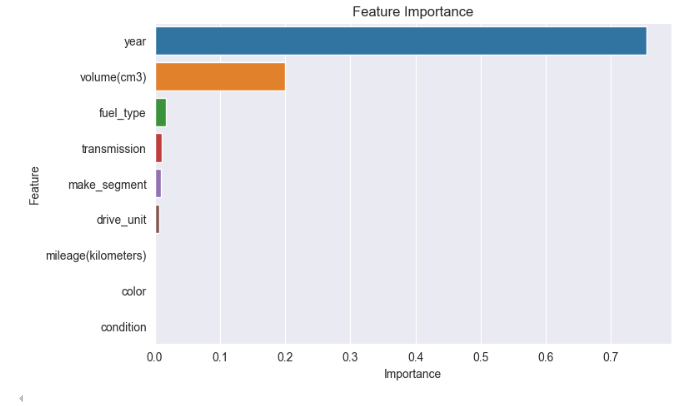 Feature Importance
year
volume(cm3)
fuel_type
transmission
make_segment
drive_unit
mileage(kilometers)
color
condition
Feature
0.0 0.1 0.2 0.3 0.4 0.5 0.6 0.7
Importance